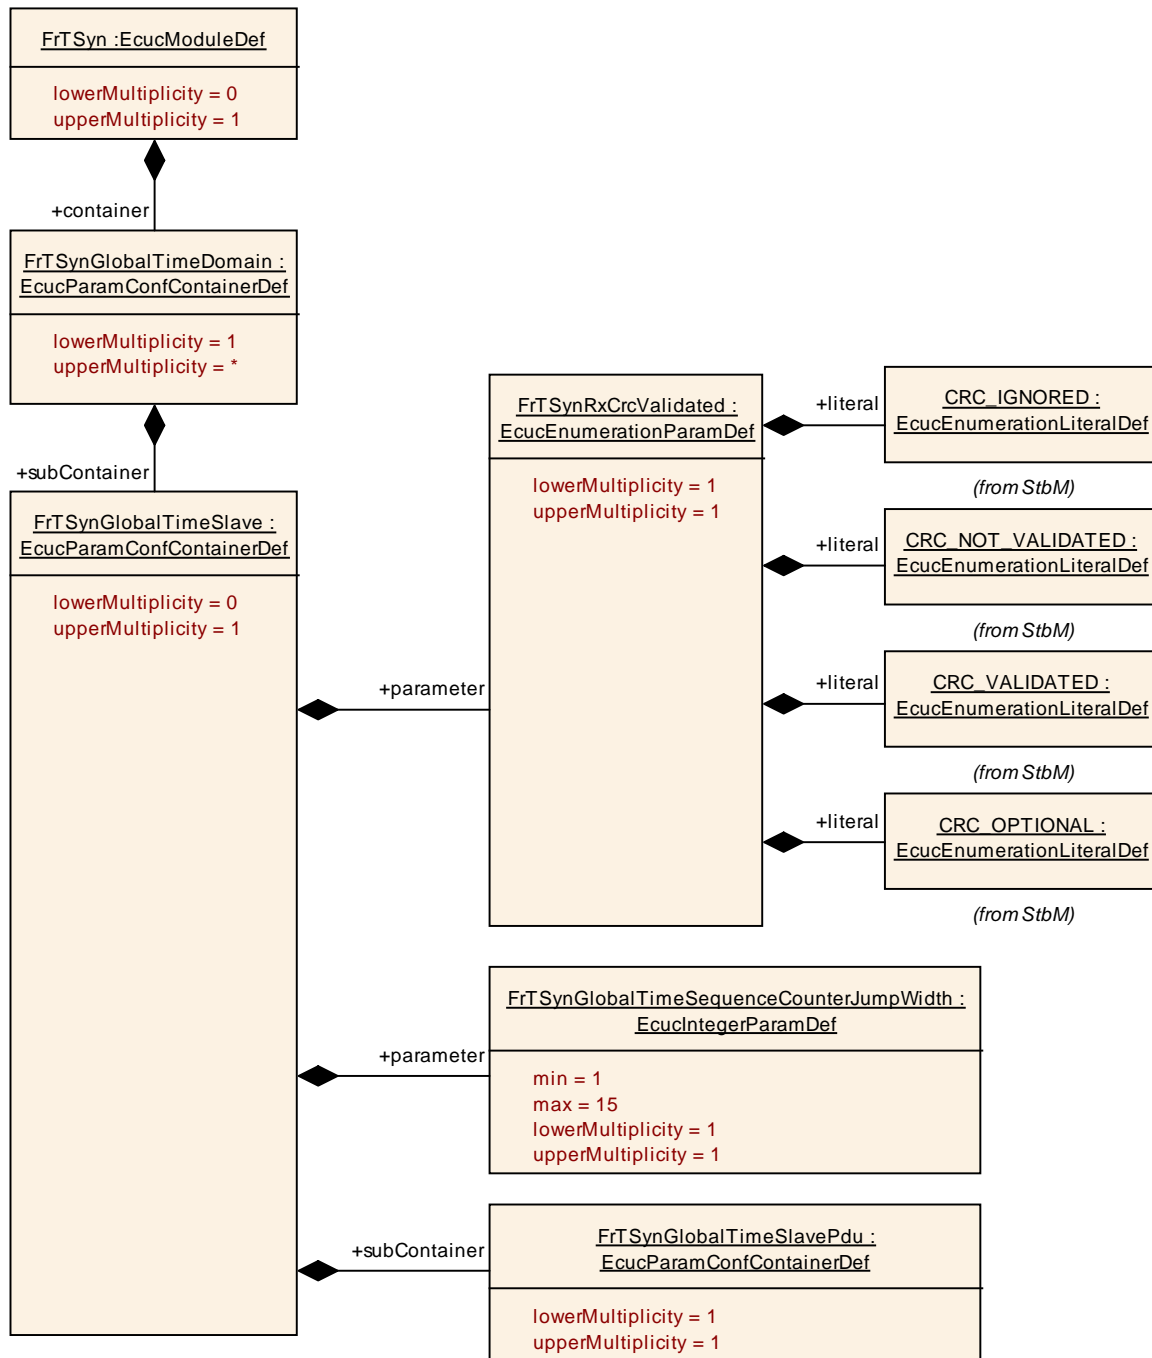 FrTSyn :EcucModuleDef
lowerMultiplicity = 0
upperMultiplicity = 1
+container
FrTSynGlobalTimeDomain :
EcucParamConfContainerDef
lowerMultiplicity = 1
upperMultiplicity = *
+subContainer
FrTSynGlobalTimeSlave :
EcucParamConfContainerDef
lowerMultiplicity = 0
upperMultiplicity = 1
+parameter
FrTSynRxCrcValidated :
EcucEnumerationParamDef
lowerMultiplicity = 1
upperMultiplicity = 1
+literal
CRC_IGNORED :
EcucEnumerationLiteralDef
(from StbM)
+literal
CRC_NOT_VALIDATED :
EcucEnumerationLiteralDef
(from StbM)
+literal
CRC_VALIDATED :
EcucEnumerationLiteralDef
(from StbM)
+literal
CRC_OPTIONAL :
EcucEnumerationLiteralDef
(from StbM)
+parameter
FrTSynGlobalTimeSequenceCounterJumpWidth :
EcucIntegerParamDef
min = 1
max = 15
lowerMultiplicity = 1
upperMultiplicity = 1
+subContainer
FrTSynGlobalTimeSlavePdu :
EcucParamConfContainerDef
lowerMultiplicity = 1
upperMultiplicity = 1